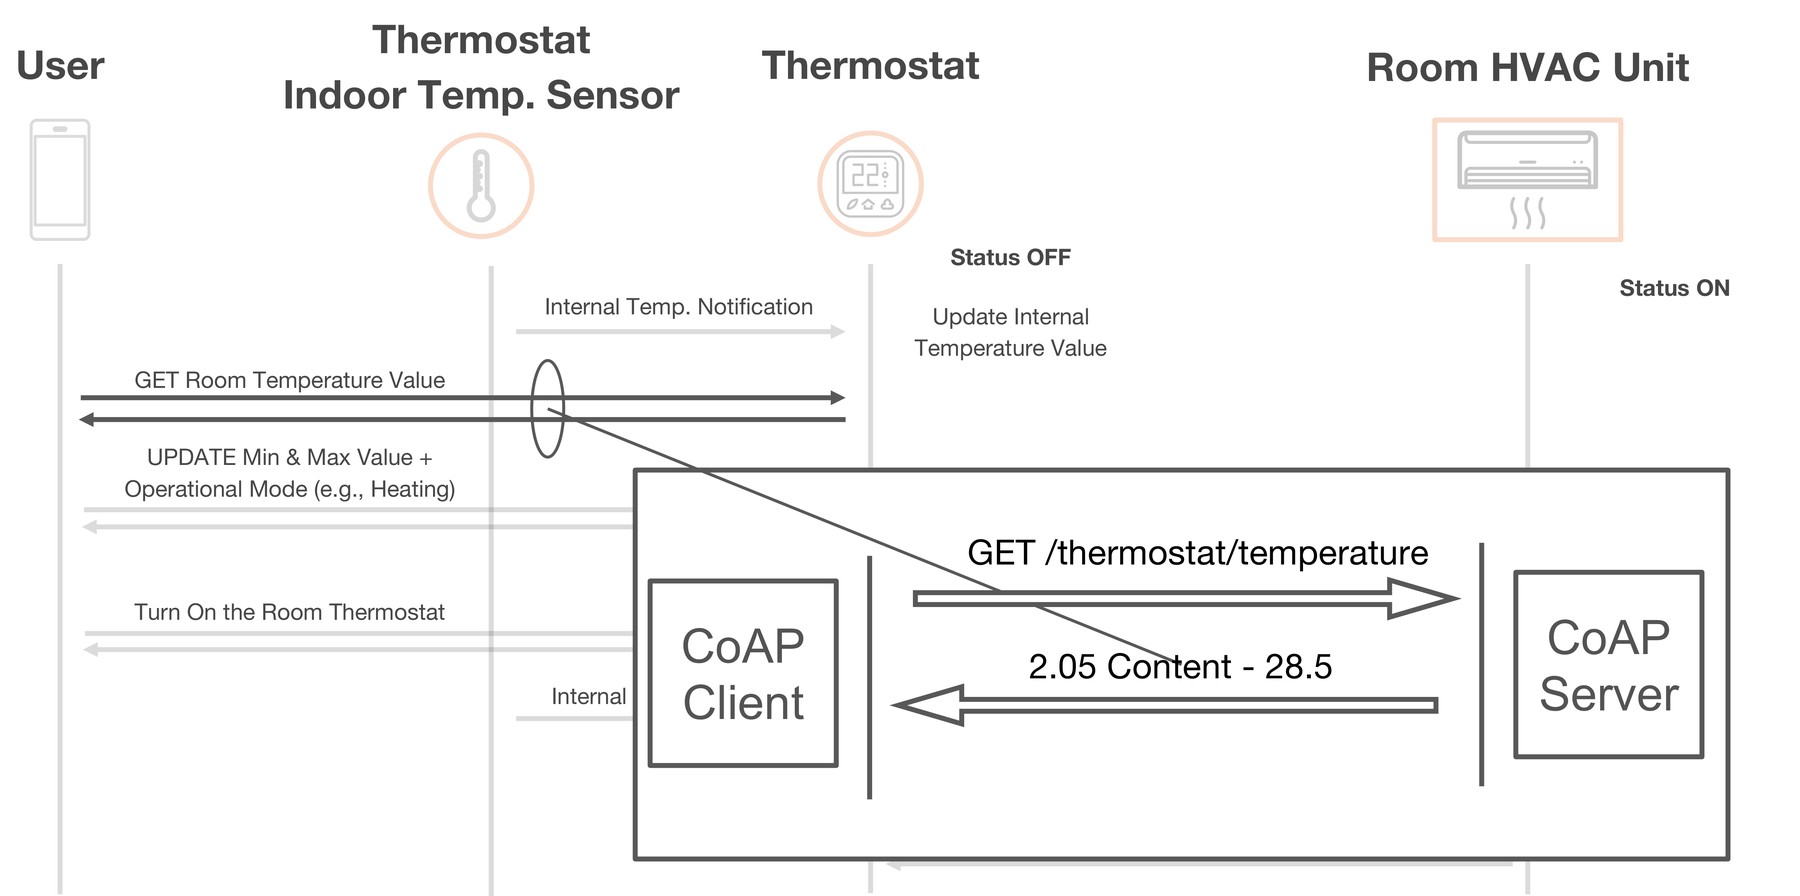 User
Thermostat
Indoor Temp. Sensor
Thermostat
Room HVAC Unit
22
Status OFF
Status ON
Internal Temp. Notification
Update Internal
Temperature Value
GET Room Temperature Value
UPDATE Min & Max Value +
Operational Mode (e.g., Heating)
Turn On the Room Thermostat
Internal
CoAP
Client
GET /thermostat/temperature
2.05 Content - 28.5
CoAP
Server